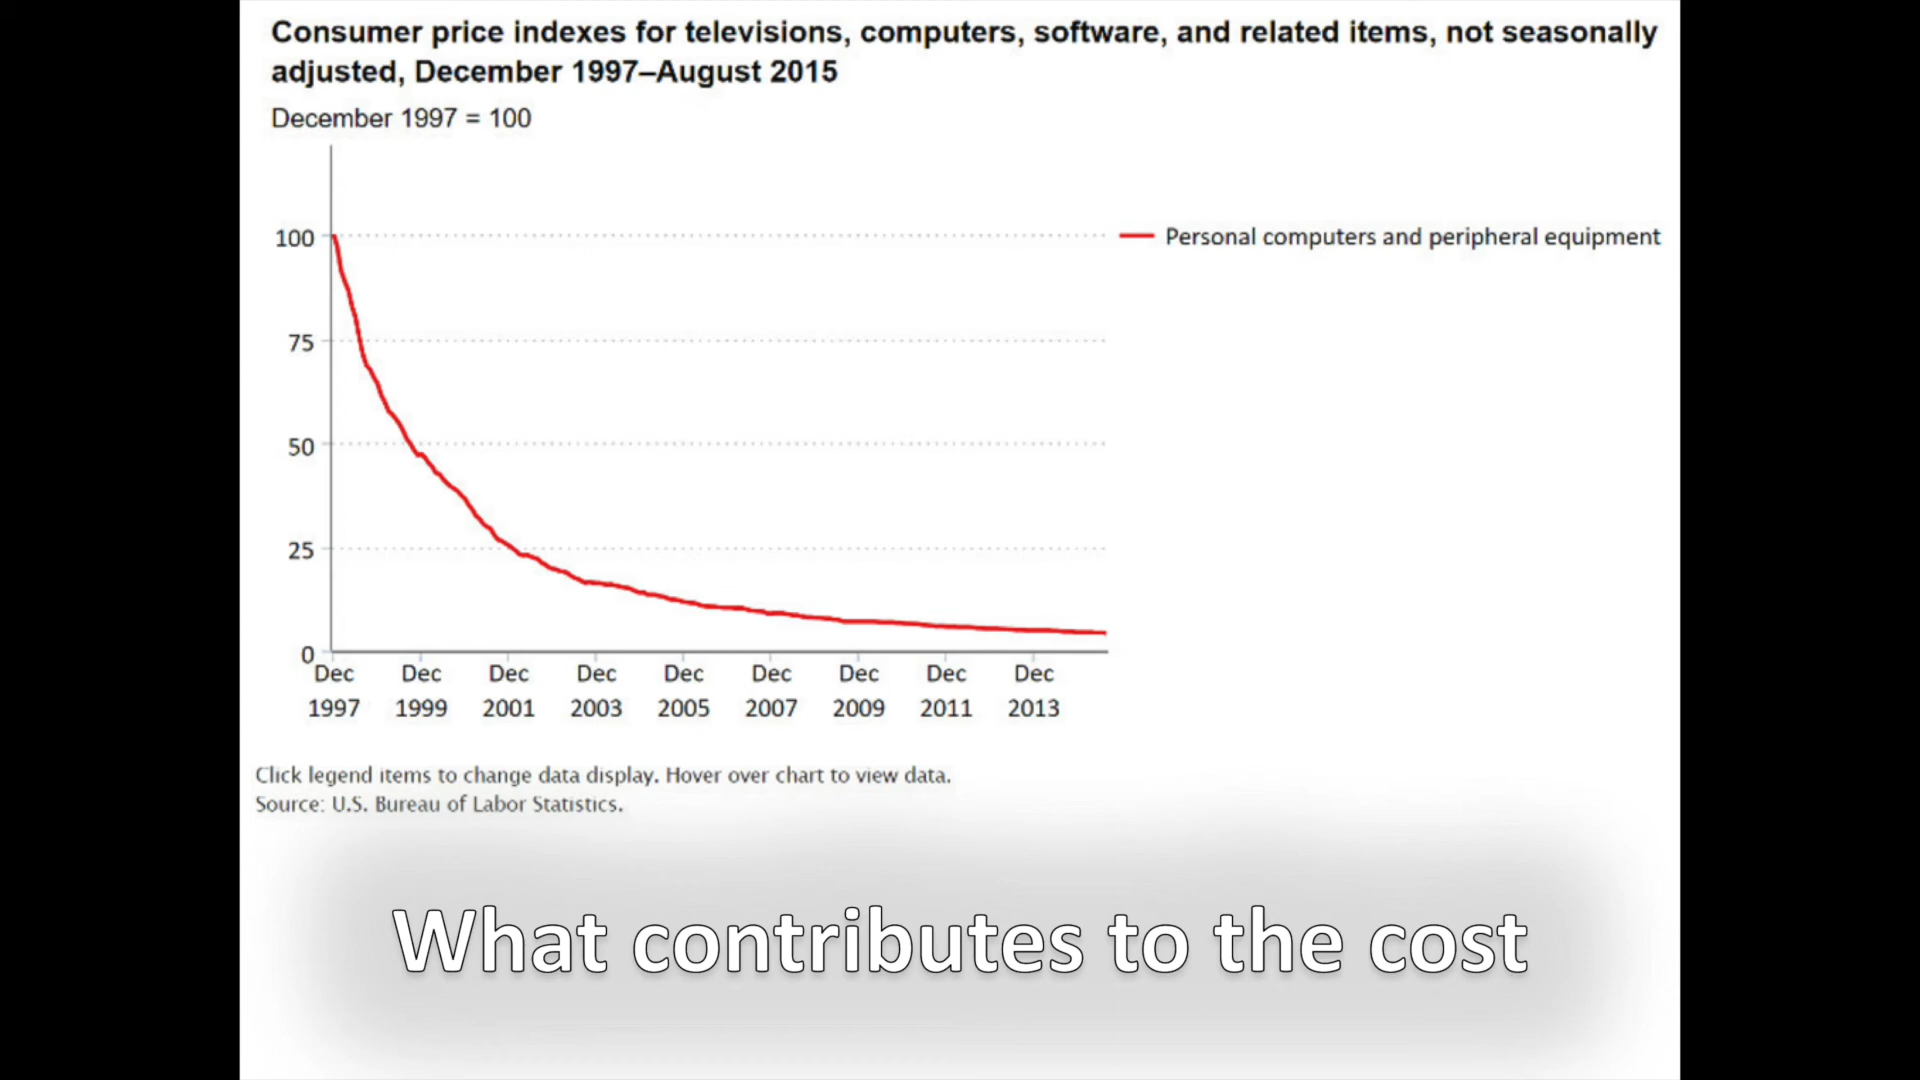 Consumer price indexes for televisions, computers, software, and related items, not seasonally
adjusted, December 1997–August 2015
December 1997 = 100
100
75
50
25
0
Personal computers and peripheral equipment
Dec Dec Dec Dec Dec Dec Dec Dec Dec
1997 1999 2001 2003 2005 2007 2009 2011 2013
Click legend items to change data display. Hover over chart to view data.
Source: U.S. Bureau of Labor Statistics.
What contributes to the cost